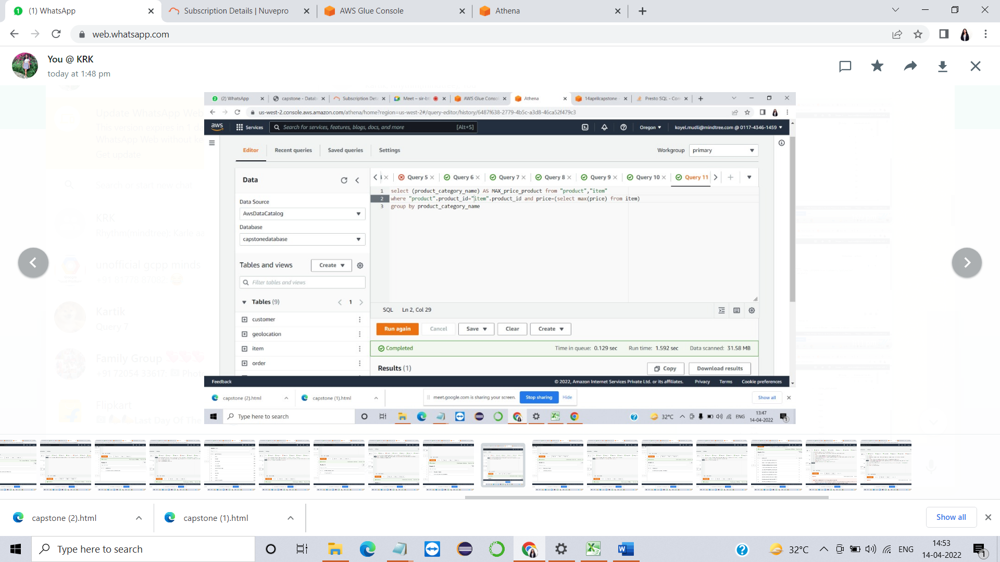 (1) WhatsApp
Subscription Details | Nuvepro
AWS Glue Console
Athena
web.whatsapp.com
You @ KRK
today at 1:48 pm
Update WhatsApp Web
This version expires in 1 da
WhatsApp Web without ke
Get update
Search or start new chat
KRK
Rhythm(mindtree): Karle aa
unofficial gcpp minds
+91 81778 07082:
Kartik
Query 7
Family Group
+91 72054 33617: Photo
Flipkart
Last Day Of The
(2) WhatsApp
capstone - Datab
Subscription Deta
Meet – sir-bt
AWS Glue Consol
Athena
14aprilcapstone -
Presto SQL - Con
us-west-2.console.aws.amazon.com/athena/home?region=us-west-2#/query-editor/history/6487f638-2779-4b5c-a3d8-46ca52f479c3
aws
Services
Search for services, features, blogs, docs, and more
[Alt+S]
Oregon
koyel.mudli@mindtree.com @ 0117-4346-1459
Editor
Recent queries
Saved queries
Settings
Workgroup
primary
Data
Data Source
AwsDataCatalog
Database
capstonedatabase
Tables and views
Create
Filter tables and views
Tables (9)
1
customer
geolocation
item
order
Query 5
Query 6
Query 7
Query 8
Query 9
Query 10
Query 11
1 select (product_category_name) AS MAX_price_product from "product","item"
2 where "product".product_id="item".product_id and price=(select max(price) from item)
3 group by product_category_name
SQL
Ln 2, Col 29
Run again
Cancel
Save
Clear
Create
Completed
Time in queue: 0.129 sec
Run time: 1.592 sec
Data scanned: 31.58 MB
Results (1)
Copy
Download results
Feedback
© 2022, Amazon Internet Services Private Ltd. or its affiliates.
Privacy
Terms
Cookie preferences
capstone (2).html
capstone (1).html
meet.google.com is sharing your screen.
Stop sharing
Hide
Show all
Type here to search
32°C
ENG
13:47
14-04-2022
1
capstone (2).html
capstone (1).html
Show all
Type here to search
32°C
ENG
14:53
14-04-2022
1